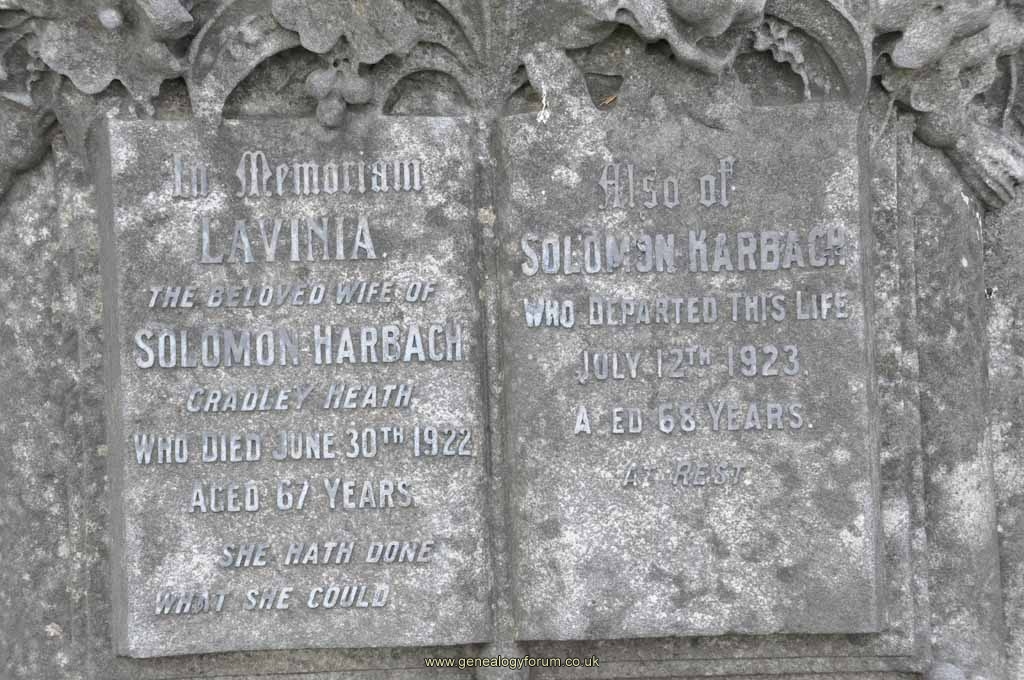 In Memoriam
LAVINIA.
THE BELOVED WIFE OF
SOLOMON HARBACH
CRADLEY HEATH,
WHO DIED JUNE 30TH 1922
AGED 67 YEARS.
SHE HATH DONE
WHAT SHE COULD
Also of
SOLOMON HARBACH
WHO DEPARTED THIS LIFE
JULY 12TH 1923.
A ED 68 YEARS.
AT REST.
www.genealogyforum.co.uk